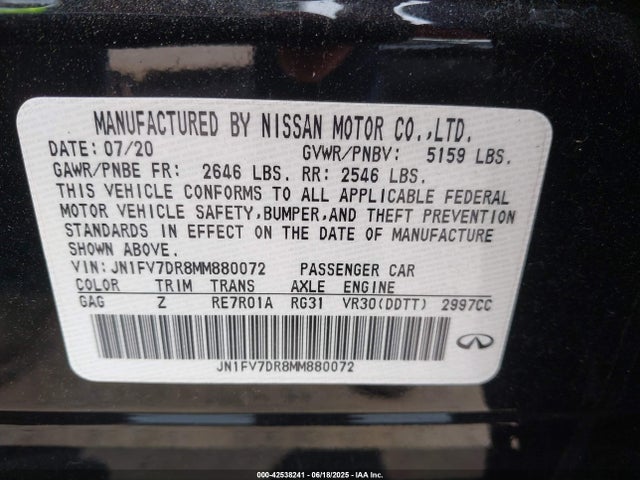 MANUFACTURED BY NISSAN MOTOR CO.,LTD.
DATE: 07/20 GVWR/PNBV: 5159 LBS.
GAWR/PNBE FR: 2646 LBS. RR: 2546 LBS.
THIS VEHICLE CONFORMS TO ALL APPLICABLE FEDERAL
MOTOR VEHICLE SAFETY,BUMPER,AND THEFT PREVENTION
STANDARDS IN EFFECT ON THE DATE OF MANUFACTURE
SHOWN ABOVE.
VIN: JN1FV7DR8MM880072 PASSENGER CAR
COLOR TRIM TRANS AXLE ENGINE
GAG Z RE7R01A RG31 VR30(DDTT) 2997CC
JN1FV7DR8MM880072
000-42538241 - 06/18/2025 - IAA Inc.